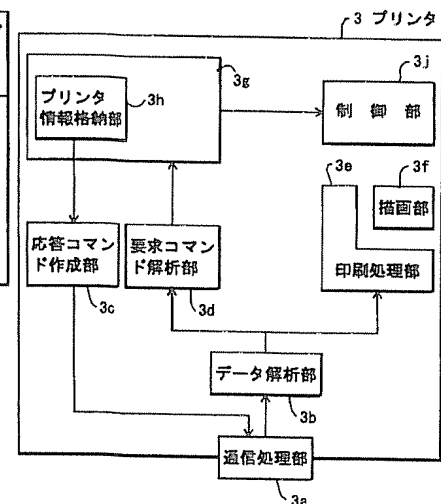 3 プリンタ
3g
3j
プリンタ
情報格納部
3h
制 御 部
3e
3f
描画部
応答コマン
ド作成部
要求コマン
ド解析部
印刷処理部
3c
3d
データ解析部
3b
通信処理部
3a